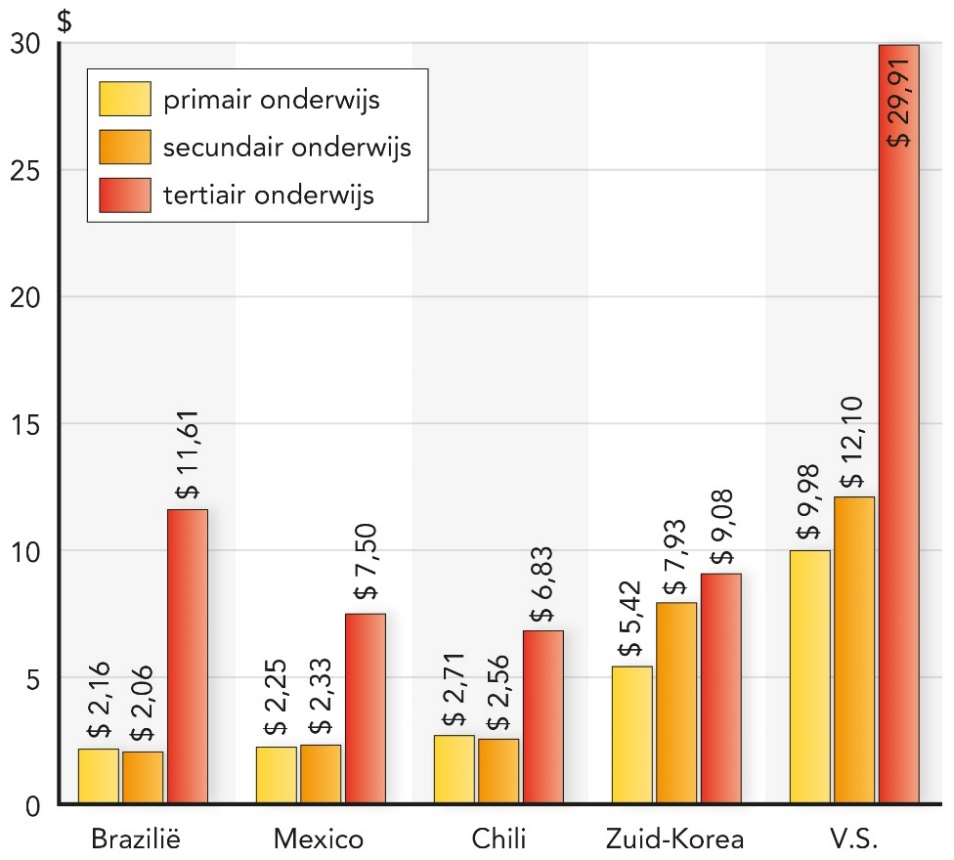 $
30
25
20
15
10
5
0
primair onderwijs
secundair onderwijs
tertiair onderwijs
$ 2,16
$ 2,06
$ 11,61
$ 2,25
$ 2,33
$ 7,50
$ 2,71
$ 2,56
$ 6,83
$ 5,42
$ 7,93
$ 9,08
$ 9,98
$ 12,10
$ 29,91
Brazilië
Mexico
Chili
Zuid-Korea
V.S.